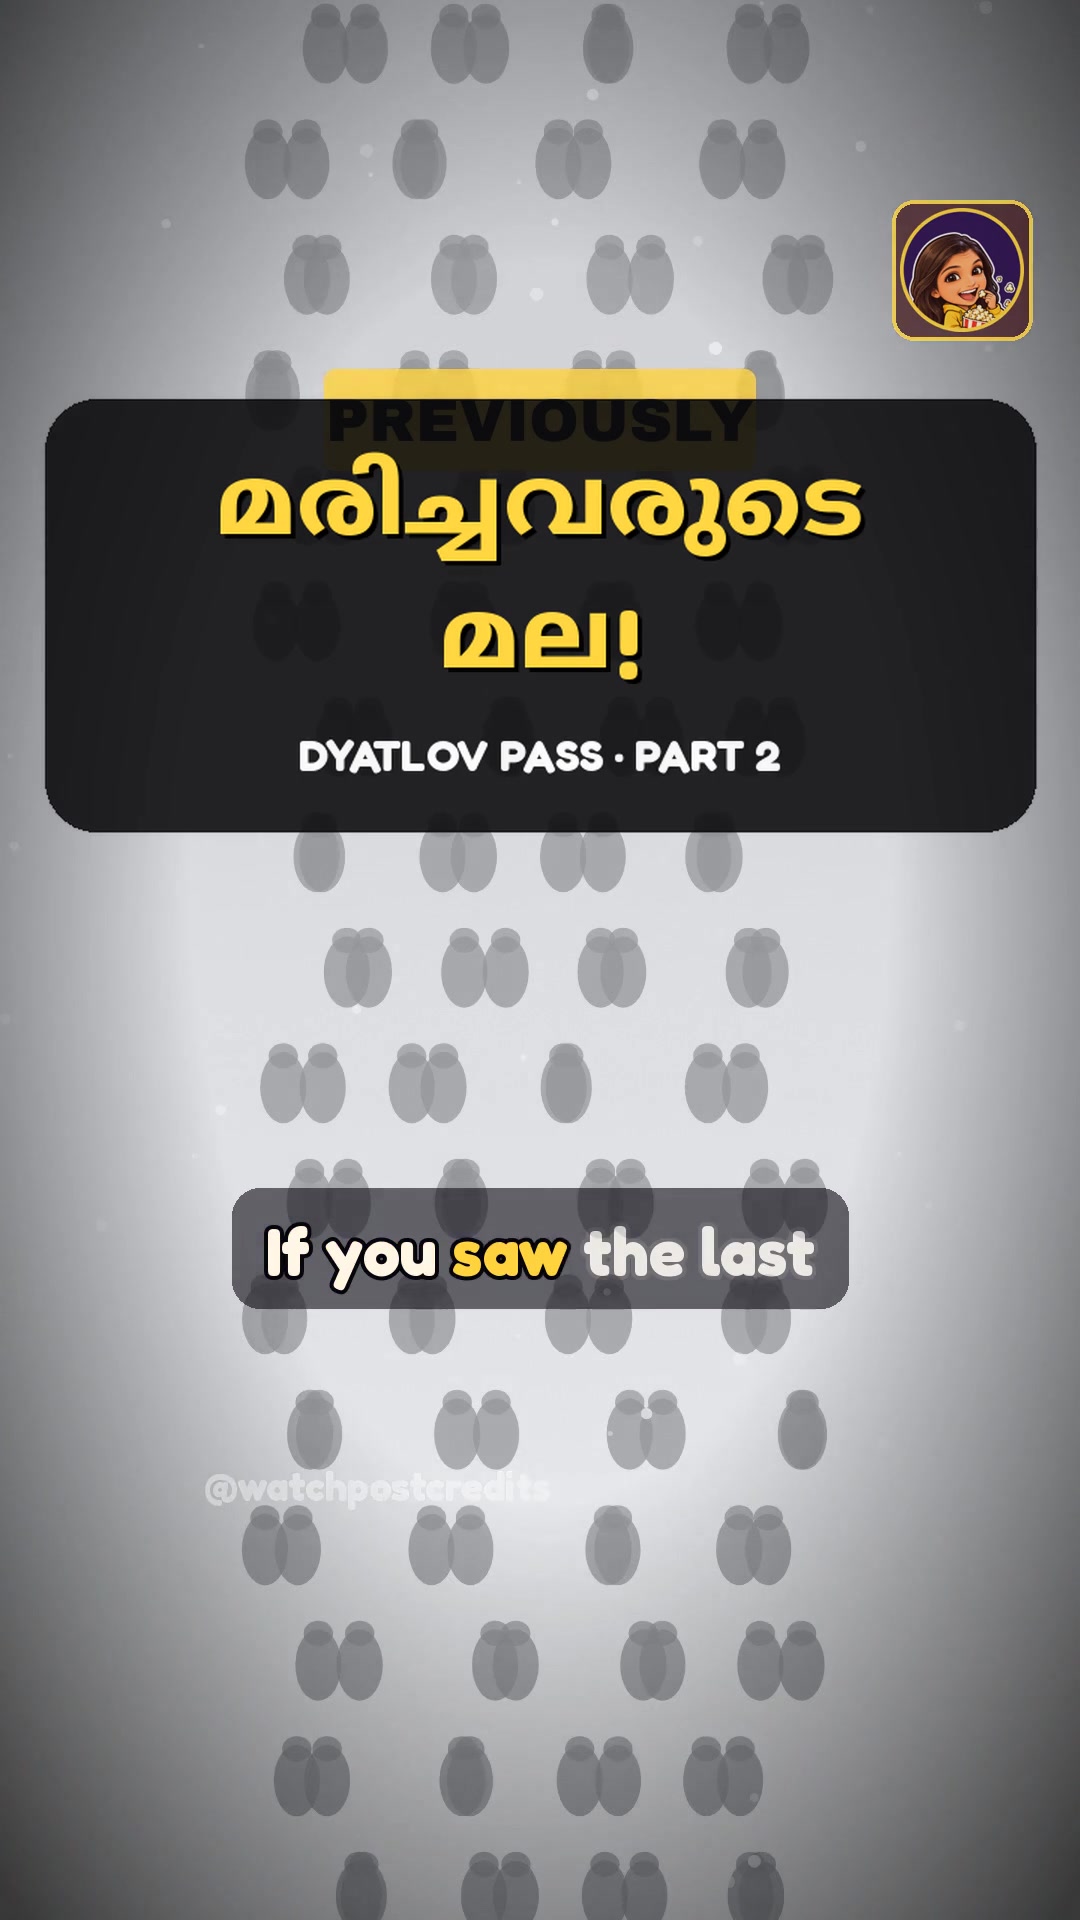 PREVIOUSLY
മരിച്ചവരുടെ
മല!
DYATLOV PASS · PART 2
If you saw the last
@watchpostcredits